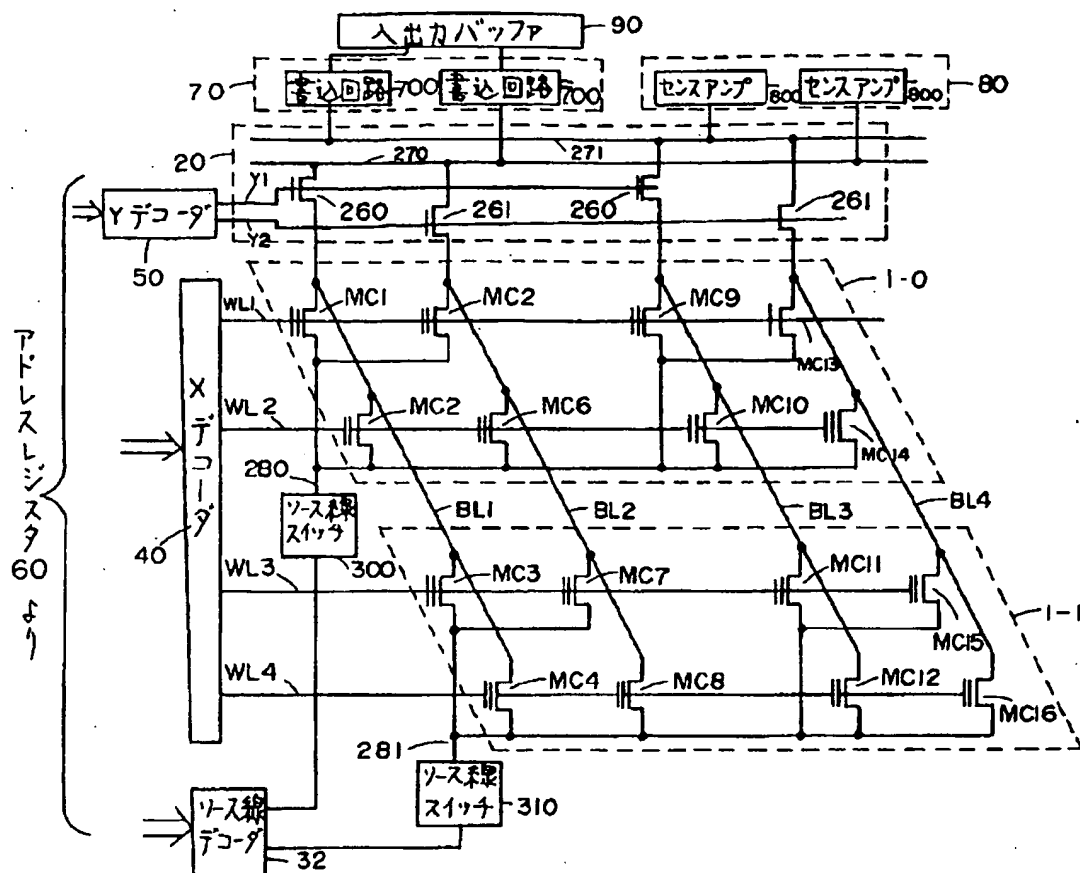 入出力バッファ
90
70
書込回路
700
書込回路
700
センスアンプ
800
センスアンプ
800
80
20
270
271
Y1
Y2
Yデコーダ
50
260
261
260
261
1-0
アドレスレジスタ60より
Xデコーダ
40
WL1
MC1
MC2
MC9
MC13
WL2
MC2
MC6
MC10
MC14
280
ソース線
スイッチ
300
BL1
BL2
BL3
BL4
WL3
MC3
MC7
MC11
MC15
1-1
WL4
MC4
MC8
MC12
MC16
281
ソース線
スイッチ
310
ソース線
デコーダ
32